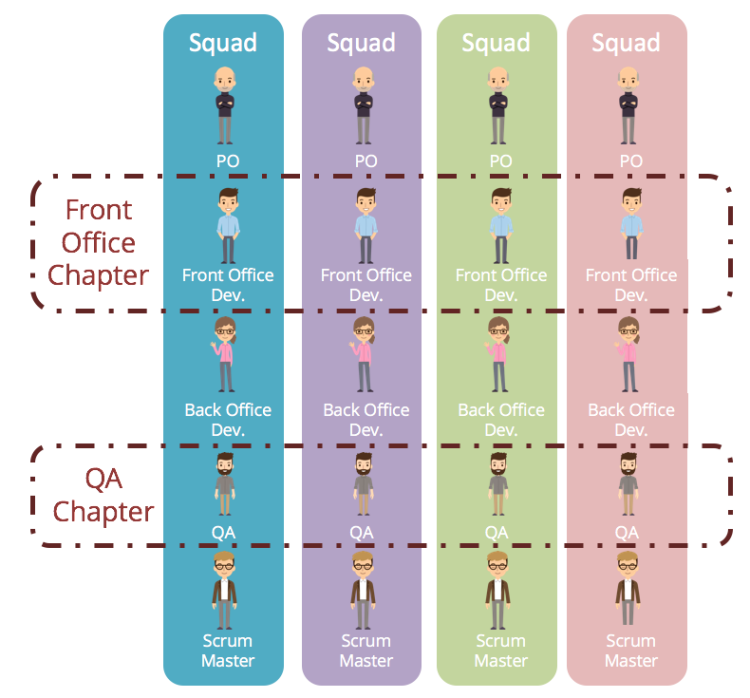 Squad Squad Squad Squad
PO PO PO PO
Front
Office
Chapter
Front Office Front Office Front Office Front Office
Dev. Dev. Dev. Dev.
Back Office Back Office Back Office Back Office
Dev. Dev. Dev. Dev.
QA
Chapter
QA QA QA QA
Scrum Scrum Scrum Scrum
Master Master Master Master